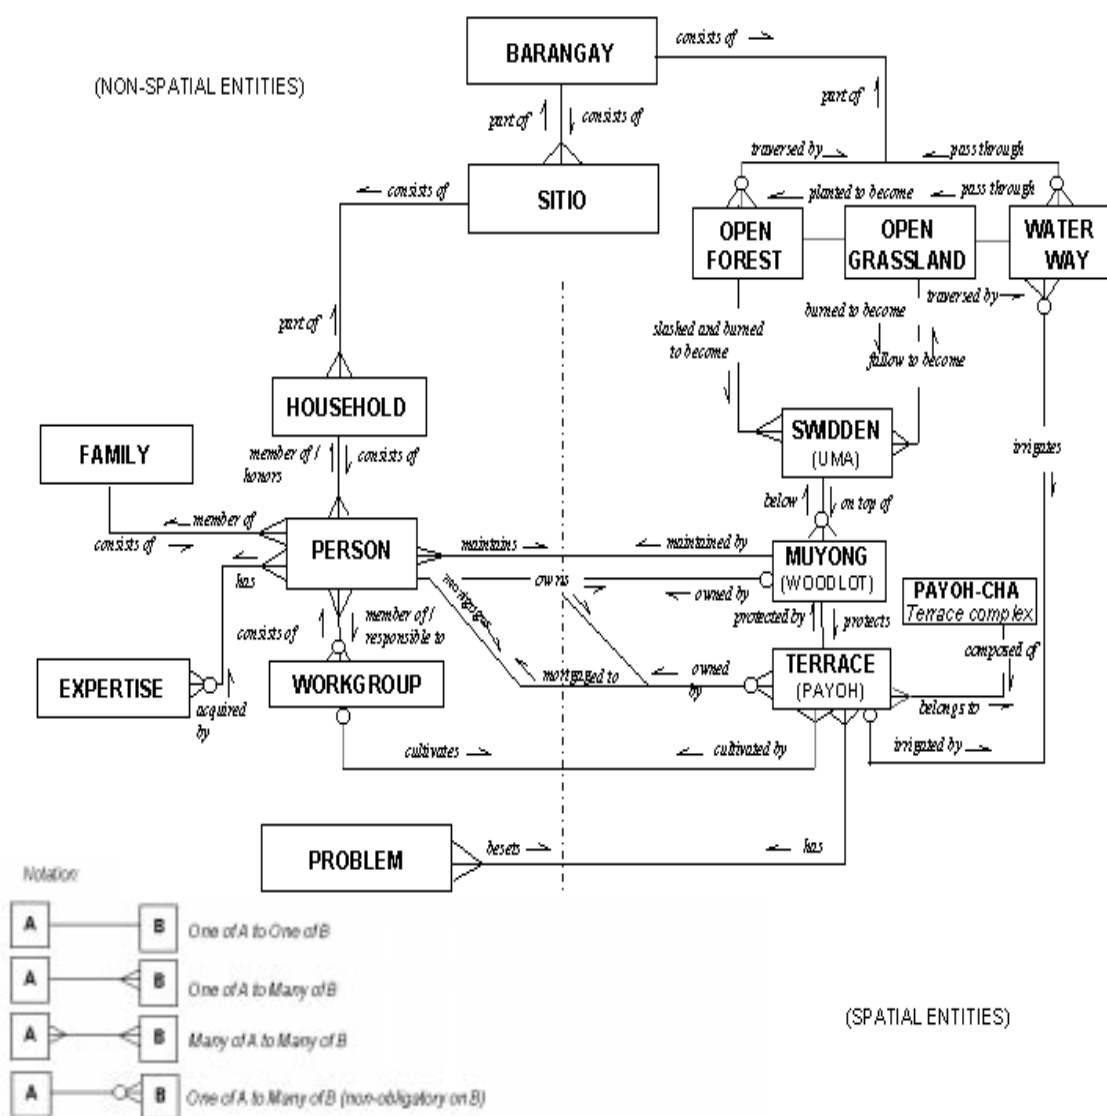 BARANGAY
consists of
(NON-SPATIAL ENTITIES)
part of
consists of
part of
traversed by
pass through
consists of
SITIO
planted to become
pass through
OPEN
FOREST
OPEN
GRASSLAND
WATER
WAY
traversed by
part of
slashed and burned
to become
burned to become
fallow to become
HOUSEHOLD
SWIDDEN
(UMA)
FAMILY
member of /
honors
consists of
irrigates
below
on top of
member of
consists of
PERSON
maintains
maintained by
MUYONG
(WOODLOT)
has
owns
owned by
PAYOH-CHA
Terrace complex
mortgages
consists of
member of /
responsible to
protected by
protects
composed of
EXPERTISE
WORKGROUP
mortgaged to
owned
by
TERRACE
(PAYOH)
acquired
by
belongs to
cultivates
cultivated by
irrigated by
PROBLEM
besets
has
Notation:
A
B
One of A to One of B
A
B
One of A to Many of B
A
B
Many of A to Many of B
A
B
One of A to Many of B (non-obligatory on B)
(SPATIAL ENTITIES)